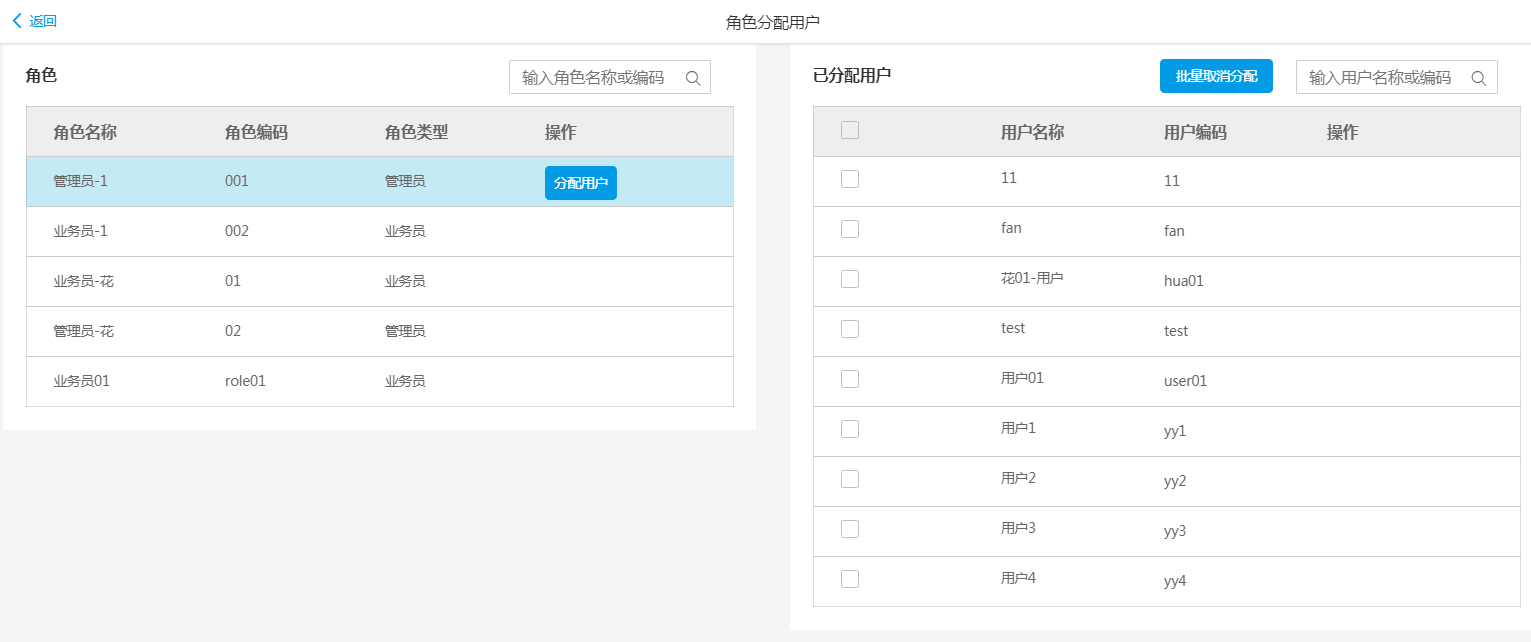 返回
角色分配用户
角色
输入角色名称或编码
角色名称 角色编码 角色类型 操作
管理员-1 001 管理员 分配用户
业务员-1 002 业务员
业务员-花 01 业务员
管理员-花 02 管理员
业务员01 role01 业务员
已分配用户
批量取消分配
输入用户名称或编码
用户名称 用户编码 操作
11 11
fan fan
花01-用户 hua01
test test
用户01 user01
用户1 yy1
用户2 yy2
用户3 yy3
用户4 yy4